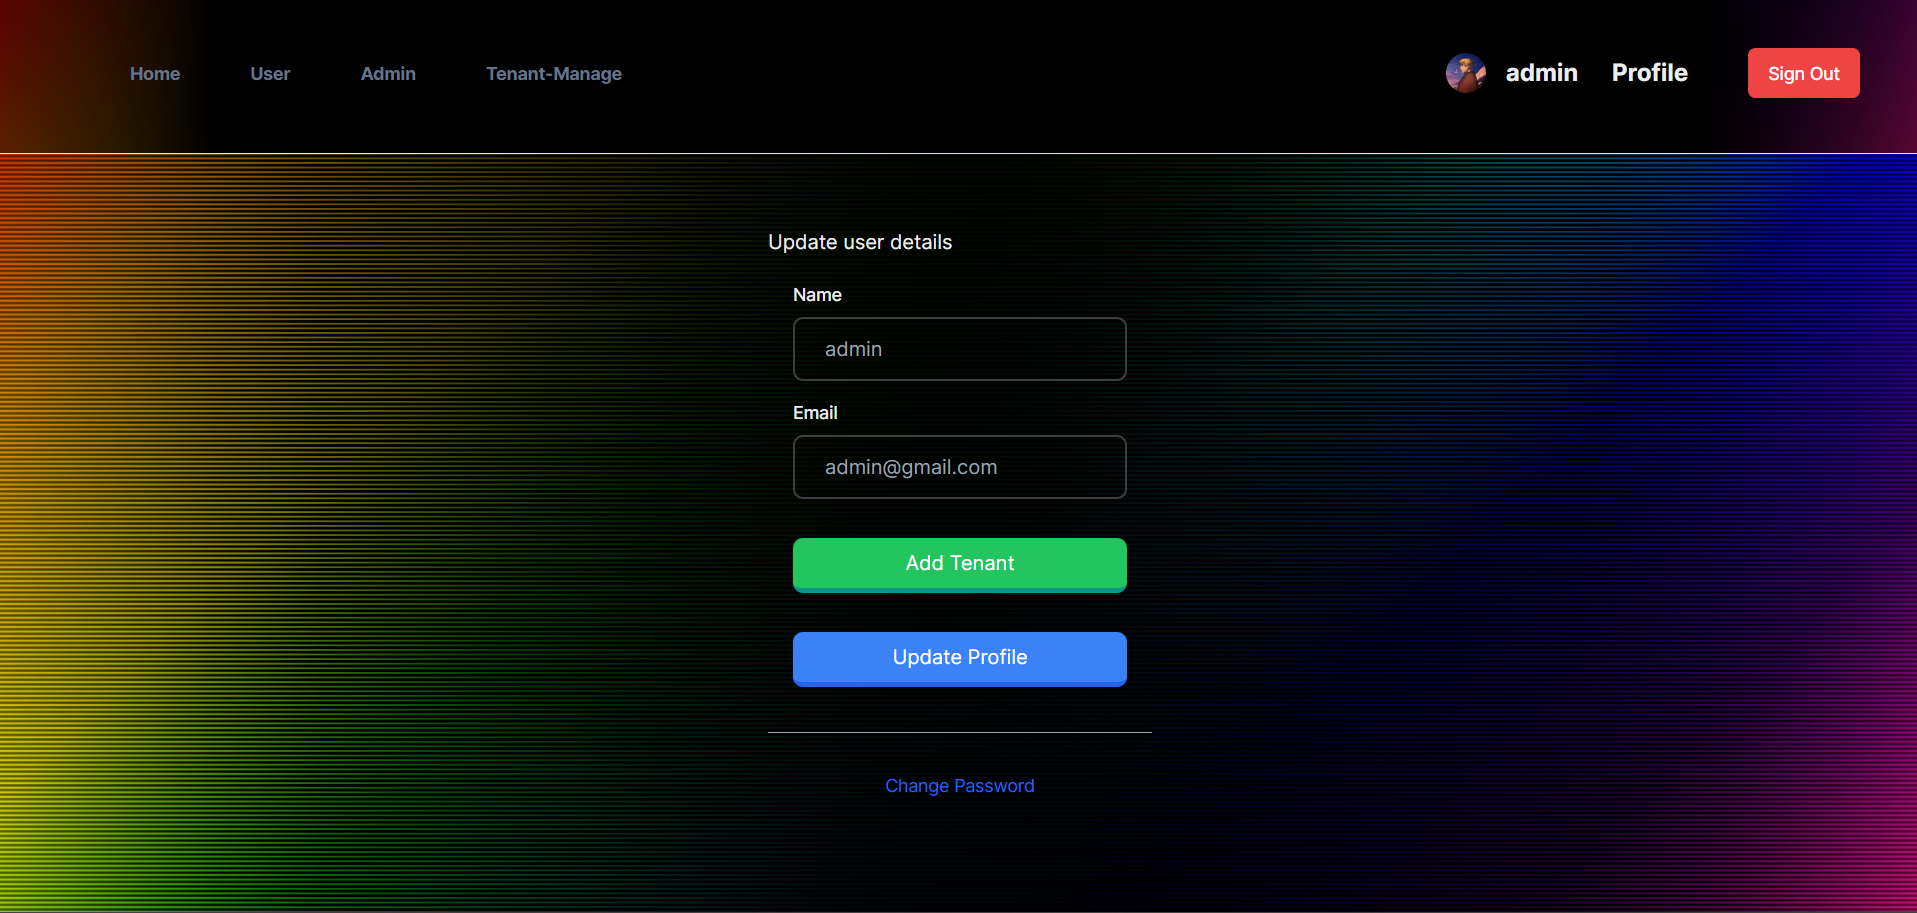 Home User Admin Tenant-Manage admin Profile Sign Out
Update user details
Name
admin
Email
admin@gmail.com
Add Tenant
Update Profile
Change Password